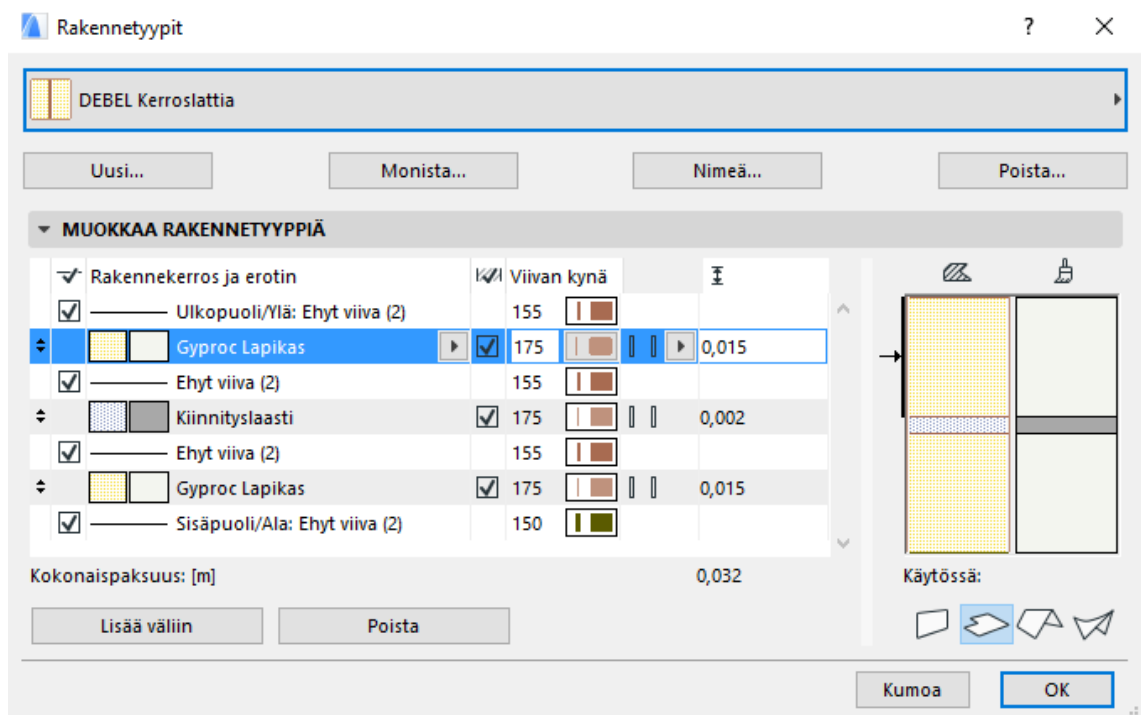 Rakennetyypit ?
DEBEL Kerroslattia
Uusi... Monista... Nimeä... Poista...
MUOKKAA RAKENNETYYPPIÄ
Rakennekerros ja erotin Viivan kynä
Ulkopuoli/Ylä: Ehyt viiva (2) 155
Gyproc Lapikas 175 0,015
Ehyt viiva (2) 155
Kiinnityslaasti 175 0,002
Ehyt viiva (2) 155
Gyproc Lapikas 175 0,015
Sisäpuoli/Ala: Ehyt viiva (2) 150
Kokonaispaksuus: [m] 0,032 Käytössä:
Lisää väliin Poista
Kumoa OK